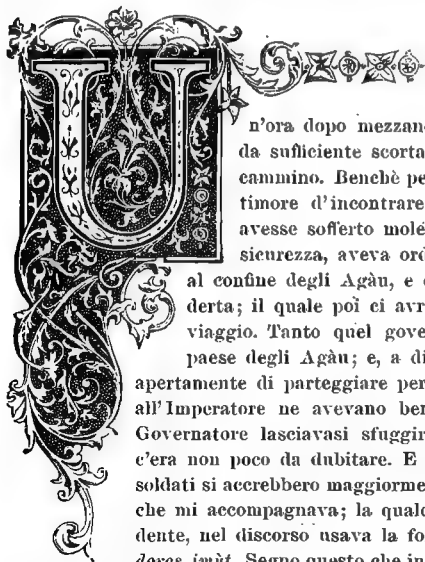 Un'ora dopo mezzan
da sufficiente scorta
cammino. Benchè pe
timore d'incontrare
avesse sofferto mole
sicurezza, aveva ord
al confine degli Agàu, e
derta; il quale poi ci avr
viaggio. Tanto quel gove
paese degli Agàu; e, a di
apertamente di parteggiare per
all'Imperatore ne avevano ben
Governatore lasciavasi sfuggir
c'era non poco da dubitare. E
soldati si accrebbero maggiorme
che mi accompagnava; la qual
dente, nel discorso usava la fo
imùt. Segno questo che in